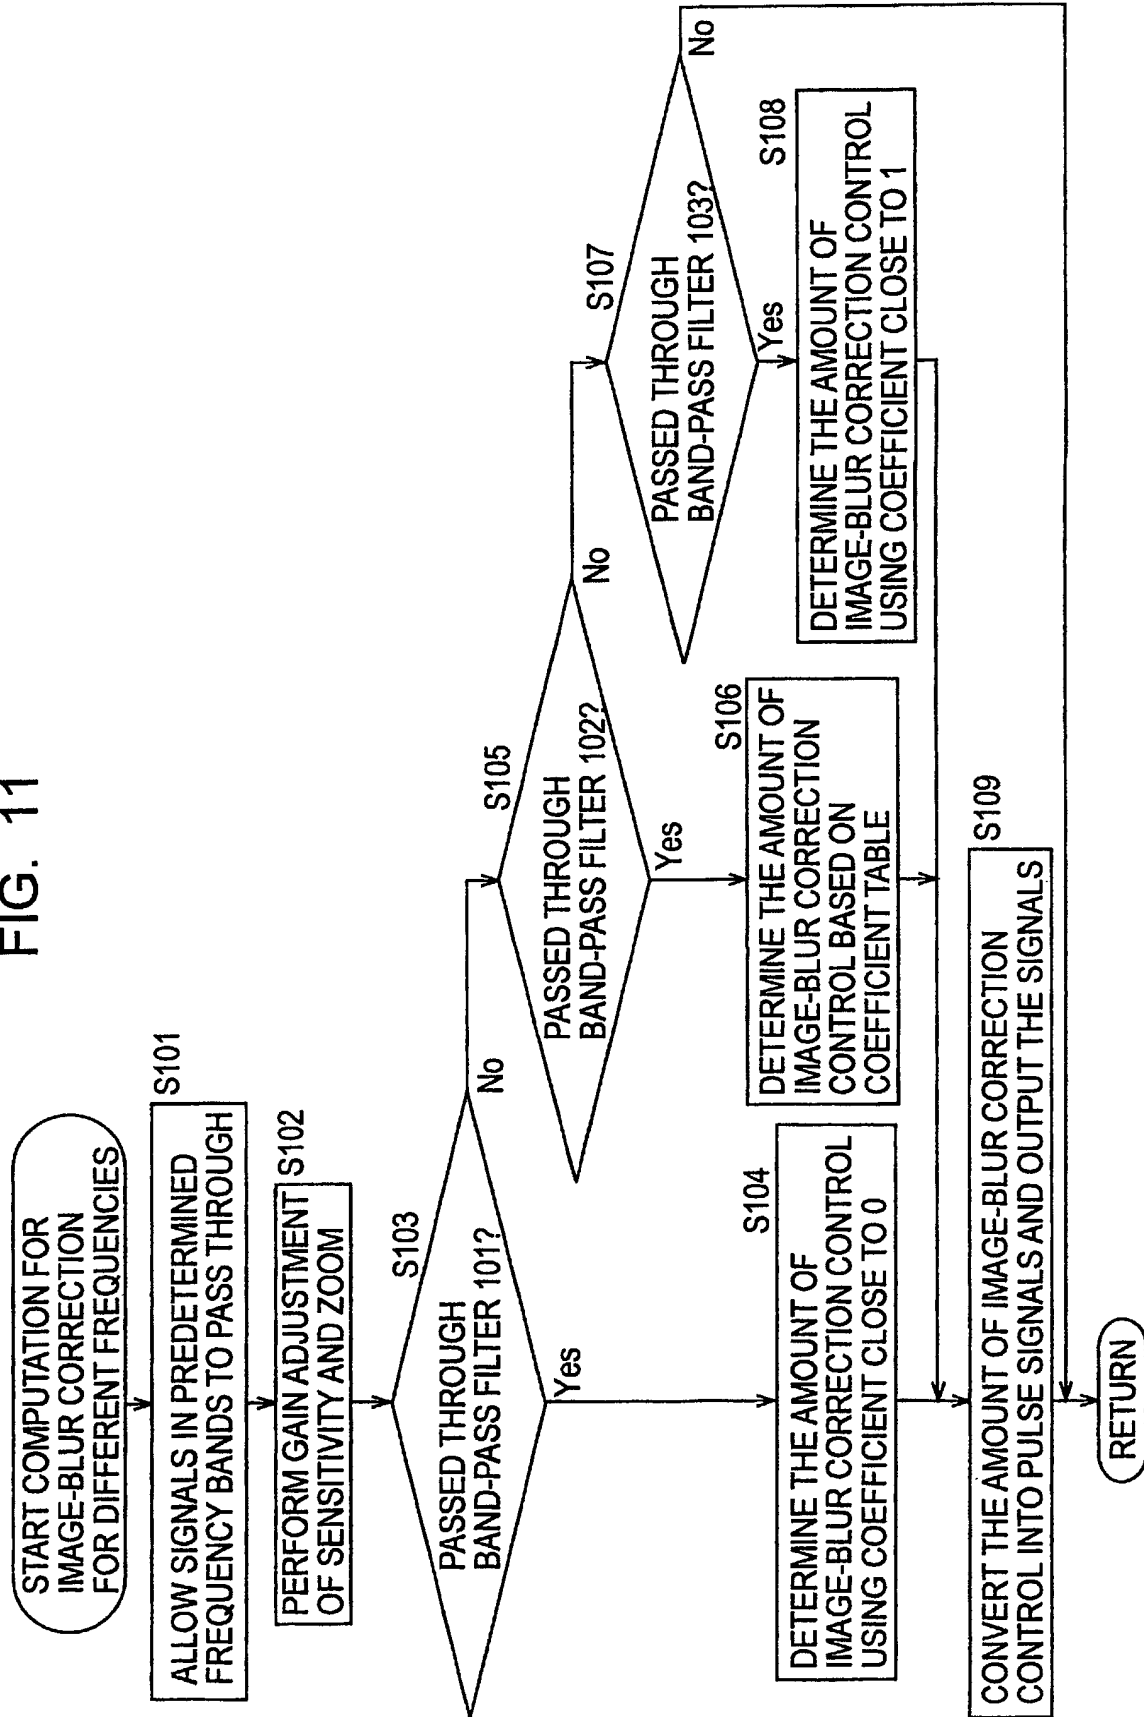 FIG. 11
START COMPUTATION FOR
IMAGE-BLUR CORRECTION
FOR DIFFERENT FREQUENCIES
S101
ALLOW SIGNALS IN PREDETERMINED
FREQUENCY BANDS TO PASS THROUGH
S102
PERFORM GAIN ADJUSTMENT
OF SENSITIVITY AND ZOOM
S103
PASSED THROUGH
BAND-PASS FILTER 101?
No
Yes
S104
DETERMINE THE AMOUNT OF
IMAGE-BLUR CORRECTION CONTROL
USING COEFFICIENT CLOSE TO 0
S105
PASSED THROUGH
BAND-PASS FILTER 102?
No
Yes
S106
DETERMINE THE AMOUNT OF
IMAGE-BLUR CORRECTION
CONTROL BASED ON
COEFFICIENT TABLE
S107
PASSED THROUGH
BAND-PASS FILTER 103?
No
Yes
S108
DETERMINE THE AMOUNT OF
IMAGE-BLUR CORRECTION CONTROL
USING COEFFICIENT CLOSE TO 1
S109
CONVERT THE AMOUNT OF IMAGE-BLUR CORRECTION
CONTROL INTO PULSE SIGNALS AND OUTPUT THE SIGNALS
RETURN